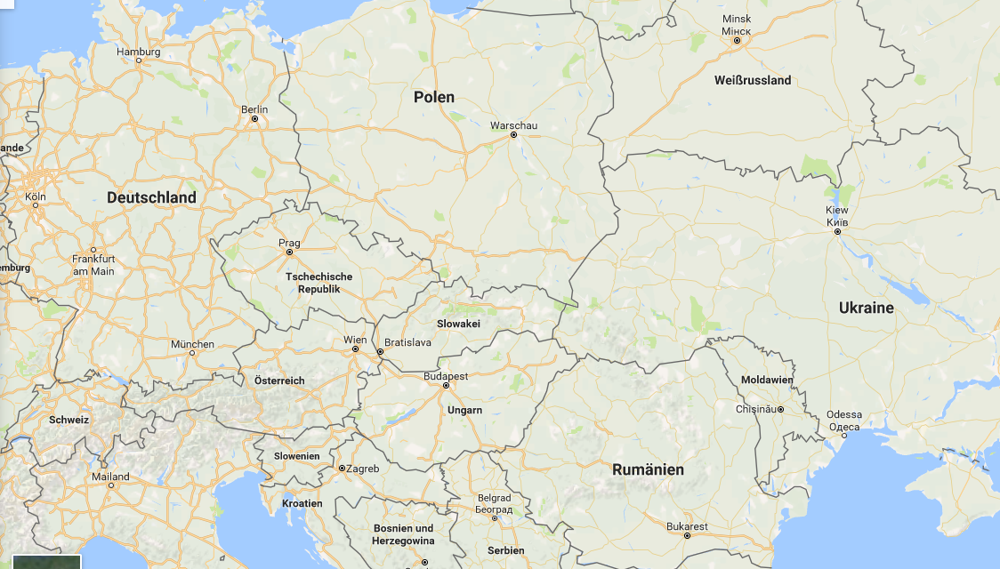 Minsk
Мінск
Hamburg
Weißrussland
Polen
Berlin
Warschau
ande
Köln
Deutschland
Kiew
Київ
Prag
Frankfurt
am Main
emburg
Tschechische
Republik
Ukraine
Slowakei
München
Wien
Bratislava
Budapest
Österreich
Moldawien
Ungarn
Chișinău
Schweiz
Odessa
Одеса
Slowenien
Zagreb
Rumänien
Mailand
Kroatien
Belgrad
Београд
Bosnien und
Herzegowina
Bukarest
Serbien